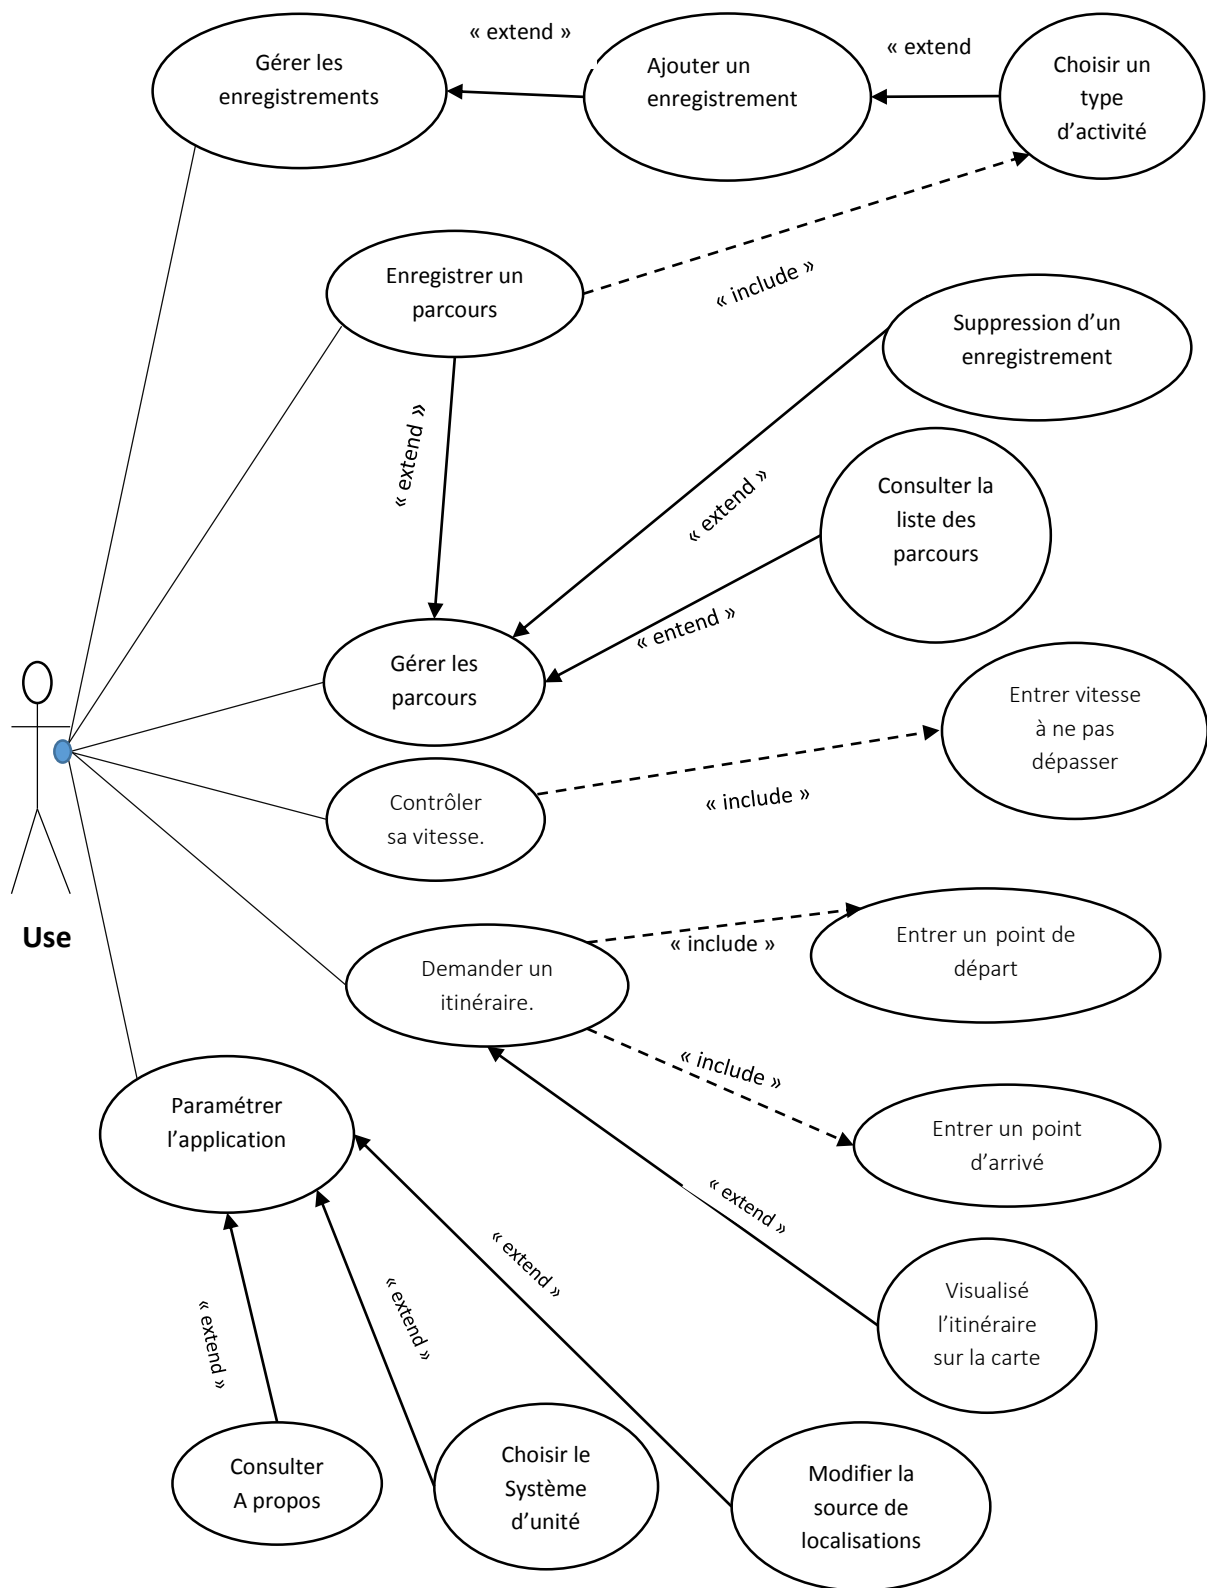 « extend »
« extend
Gérer les
enregistrements
Ajouter un
enregistrement
Choisir un
type
d’activité
Enregistrer un
parcours
« include »
Suppression d’un
enregistrement
« extend »
« extend »
Consulter la
liste des
parcours
« entend »
Gérer les
parcours
Entrer vitesse
à ne pas
dépasser
Contrôler
sa vitesse.
« include »
Use
Demander un
itinéraire.
« include »
Entrer un point de
départ
« include »
Entrer un point
d’arrivé
Paramétrer
l’application
« extend »
« extend »
« extend »
« extend »
Visualisé
l’itinéraire
sur la carte
Consulter
A propos
Choisir le
Système
d’unité
Modifier la
source de
localisations